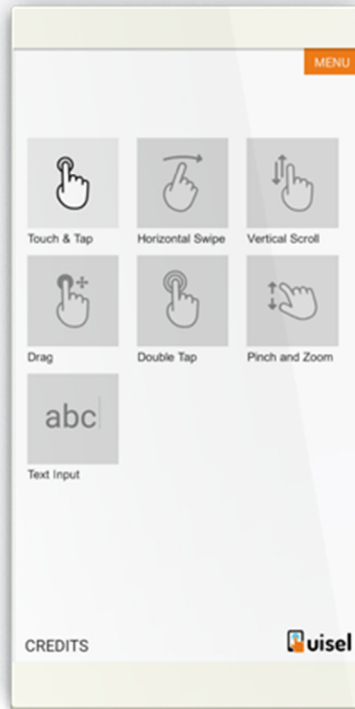 MENU
Touch & Tap
Horizontal Swipe
Vertical Scroll
Drag
Double Tap
Pinch and Zoom
abc
Text Input
CREDITS
uisel